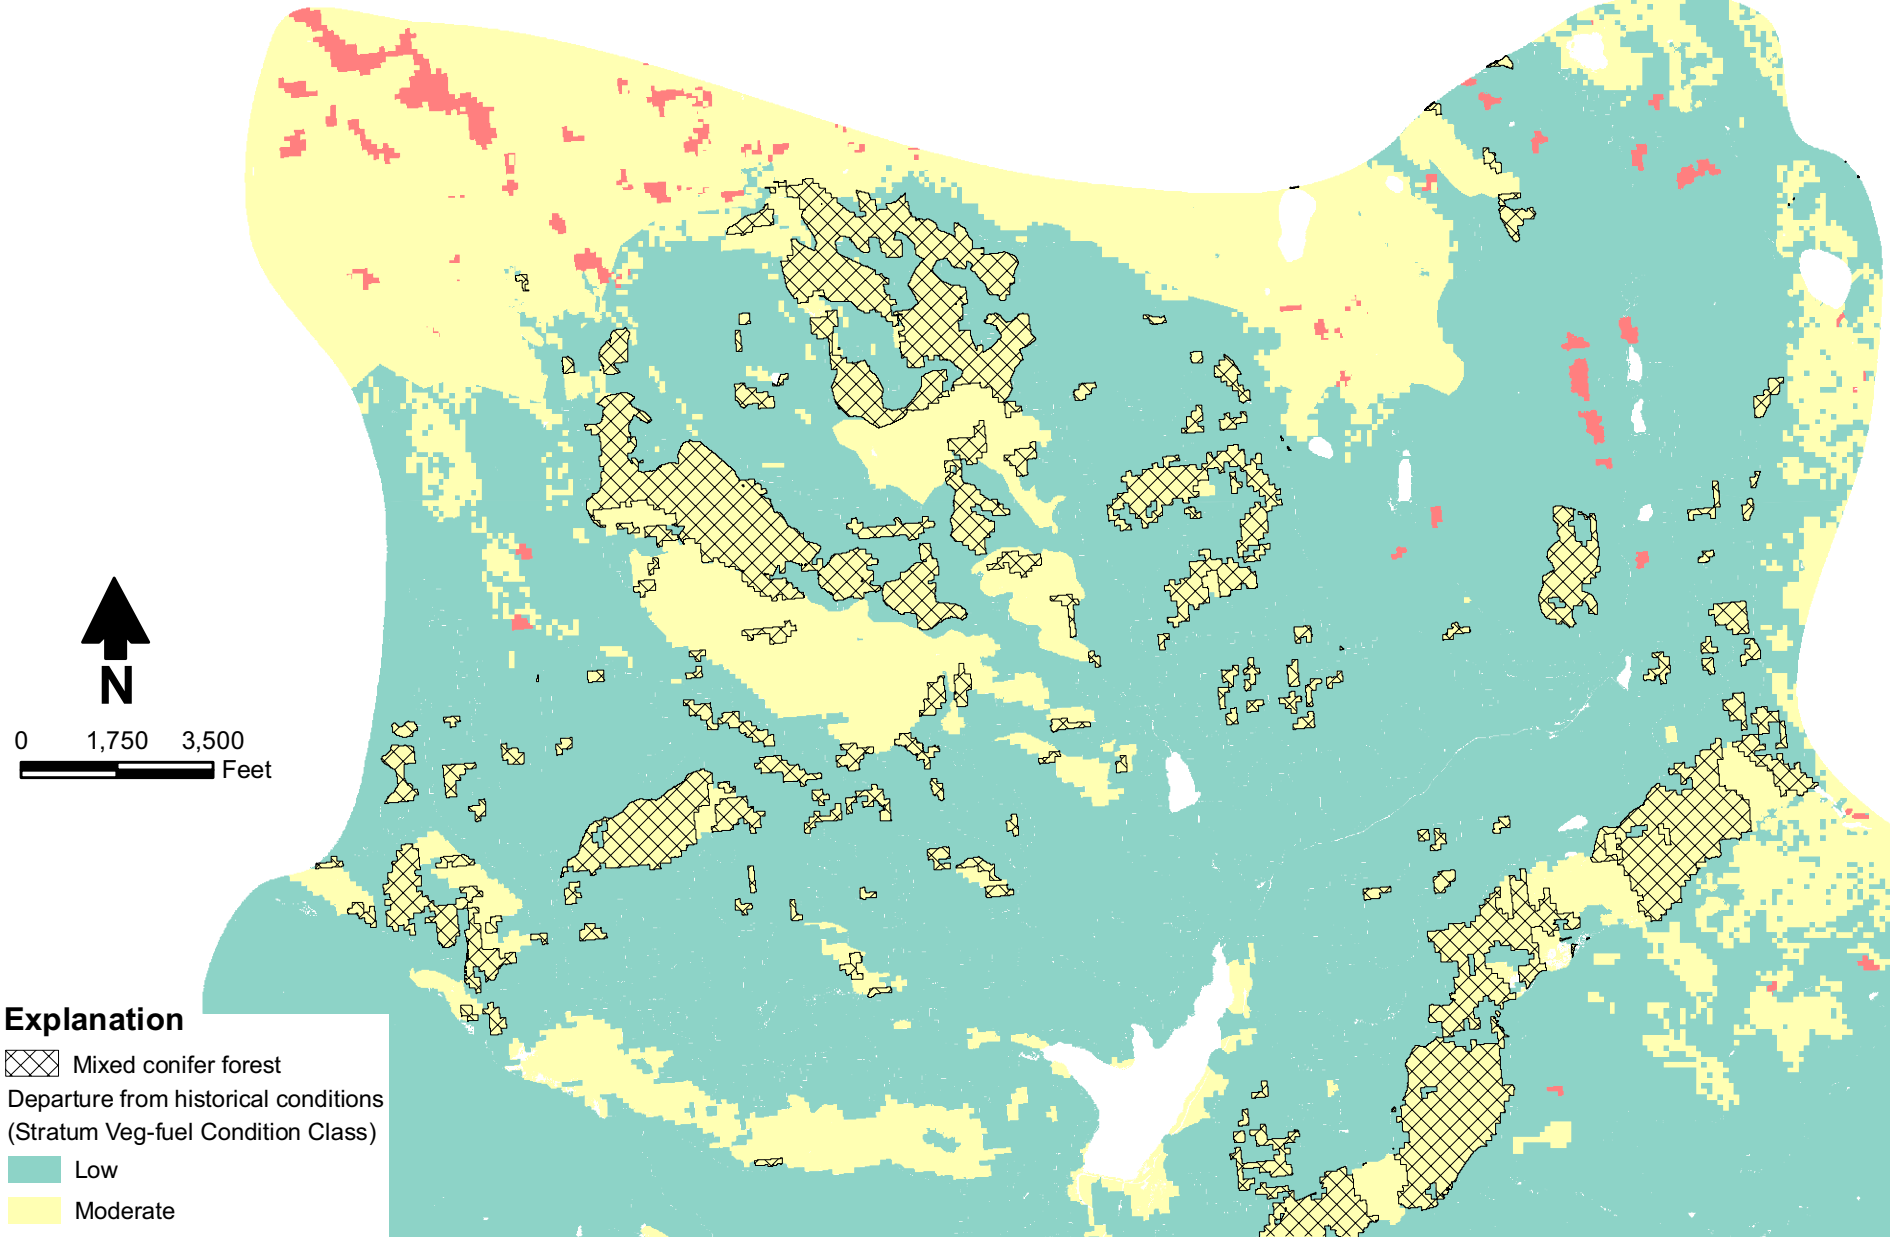 N
0 1,750 3,500
Feet
Explanation
Mixed conifer forest
Departure from historical conditions
(Stratum Veg-fuel Condition Class)
Low
Moderate